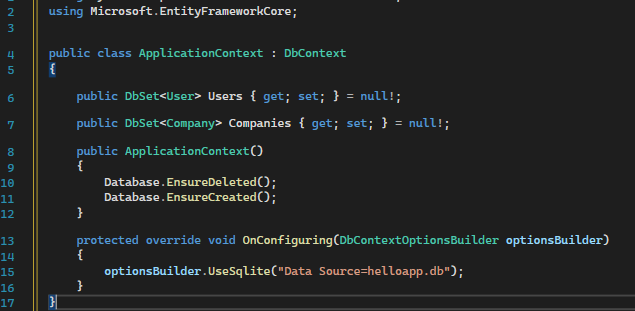 2 using Microsoft.EntityFrameworkCore;
3
4 public class ApplicationContext : DbContext
5 {
6 public DbSet<User> Users { get; set; } = null!;
7 public DbSet<Company> Companies { get; set; } = null!;
8 public ApplicationContext()
9 {
10 Database.EnsureDeleted();
11 Database.EnsureCreated();
12 }
13 protected override void OnConfiguring(DbContextOptionsBuilder optionsBuilder)
14 {
15 optionsBuilder.UseSqlite("Data Source=helloapp.db");
16 }
17 }